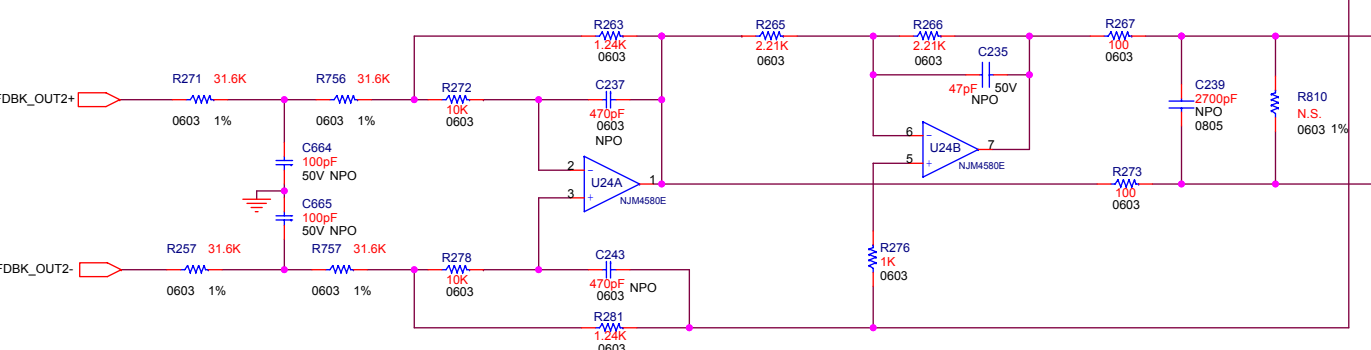 R263
1.24K
0603
R265
2.21K
0603
R266
2.21K
0603
R267
100
0603
C235
47pF 50V
NPO
R271 31.6K
0603 1%
R756 31.6K
0603 1%
R272
10K
0603
C237
470pF
0603
NPO
FDBK_OUT2+
C239
2700pF
NPO
0805
R810
N.S.
0603 1%
6
5
7
U24B
NJM4580E
C664
100pF
50V NPO
2
3
1
U24A
NJM4580E
R273
100
0603
C665
100pF
50V NPO
R257 31.6K
0603 1%
R757 31.6K
0603 1%
R278
10K
0603
C243
470pF
0603 NPO
R276
1K
0603
FDBK_OUT2-
R281
1.24K
0603